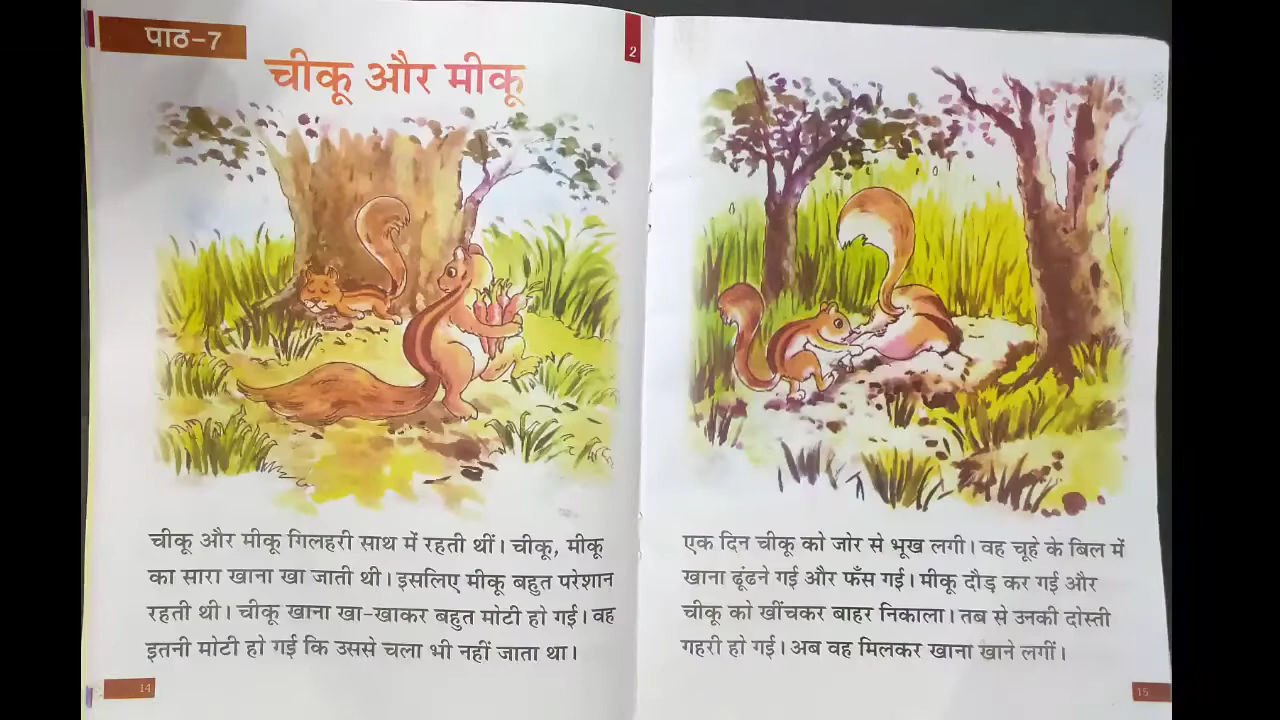 पाठ-7
चीकू और मीकू
चीकू और मीकू गिलहरी साथ में रहती थीं। चीकू, मीकू
का सारा खाना खा जाती थी। इसलिए मीकू बहुत परेशान
रहती थी। चीकू खाना खा-खाकर बहुत मोटी हो गई। वह
इतनी मोटी हो गई कि उससे चला भी नहीं जाता था।
14
2
एक दिन चीकू को जोर से भूख लगी। वह चूहे के बिल में
खाना ढूंढने गई और फँस गई। मीकू दौड़ कर गई और
चीकू को खींचकर बाहर निकाला। तब से उनकी दोस्ती
गहरी हो गई। अब वह मिलकर खाना खाने लगीं।
15